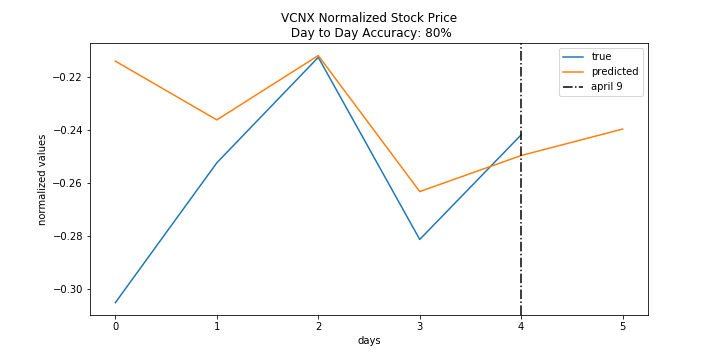 VCNX Normalized Stock Price
Day to Day Accuracy: 80%
true
predicted
april 9
−0.22
−0.24
−0.26
−0.28
−0.30
normalized values
0 1 2 3 4 5
days